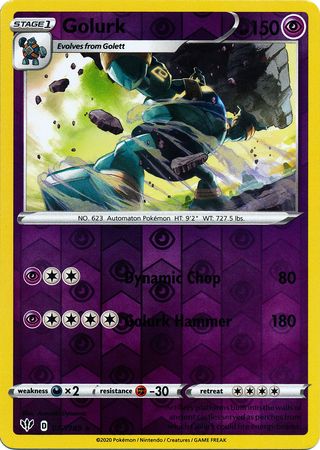 STAGE 1
Golurk
150
Evolves from Golett
NO. 623 Automaton Pokémon HT: 9'2" WT: 727.5 lbs.
Dynamic Chop 80
Golurk Hammer 180
weakness ×2 resistance -30 retreat
D
©2020 Pokémon / Nintendo / Creatures / GAME FREAK